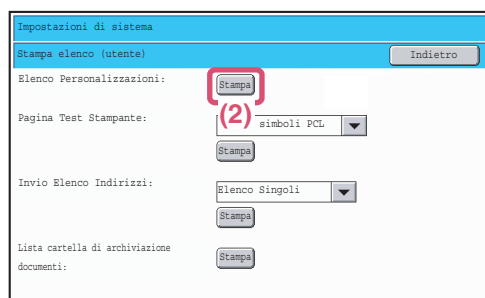 Impostazioni di sistema
Stampa elenco (utente) Indietro
Elenco Personalizzazioni: Stampa
(2)
Pagina Test Stampante: simboli PCL
Stampa
Invio Elenco Indirizzi: Elenco Singoli
Stampa
Lista cartella di archiviazione
documenti: Stampa